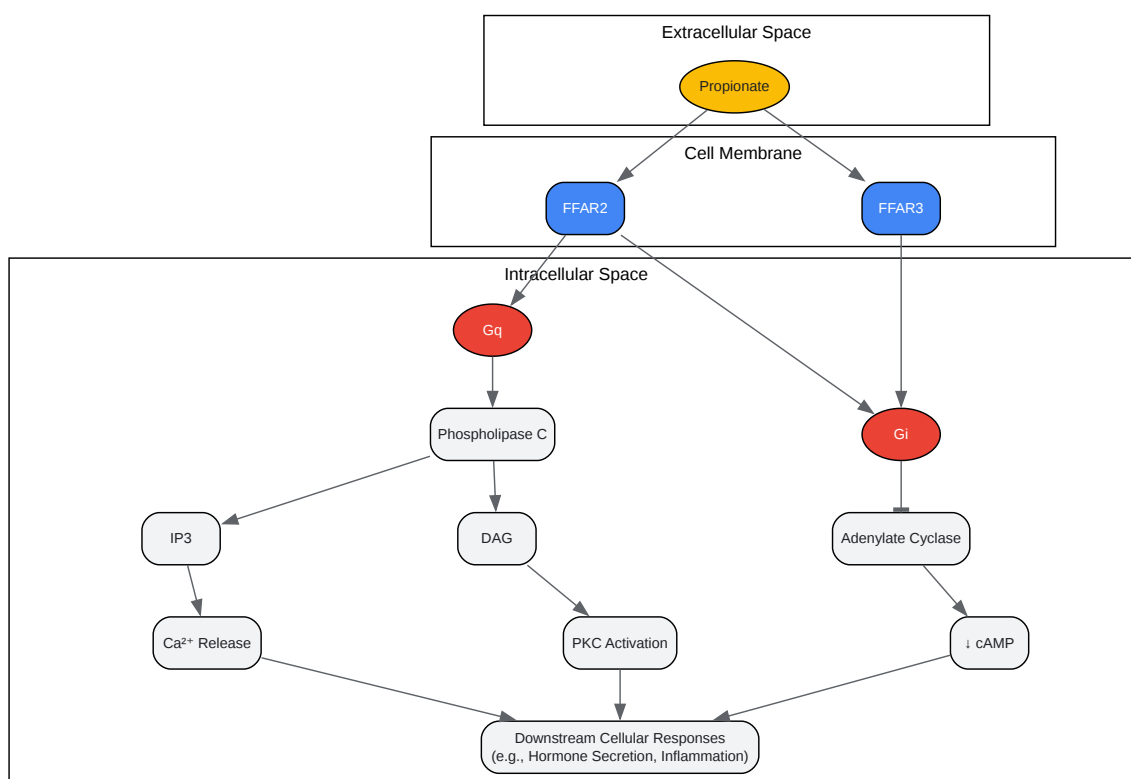 Extracellular Space
Propionate
Cell Membrane
FFAR2
FFAR3
Intracellular Space
Gq
Phospholipase C
Gi
IP3
DAG
Adenylate Cyclase
Ca²⁺ Release
PKC Activation
↓ cAMP
Downstream Cellular Responses
(e.g., Hormone Secretion, Inflammation)